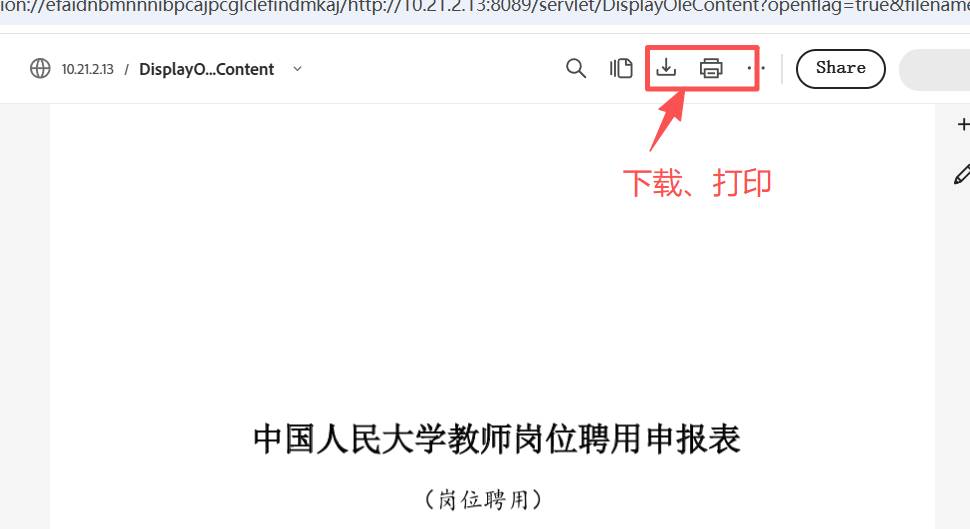 ion://efaidnbmnnnibpcajpcglclefindmkaj/http://10.21.2.13:8089/servlet/DisplayOleContent?openflag=true&filename
10.21.2.13 / DisplayO...Content
Share
下载、打印
中国人民大学教师岗位聘用申报表
（岗位聘用）